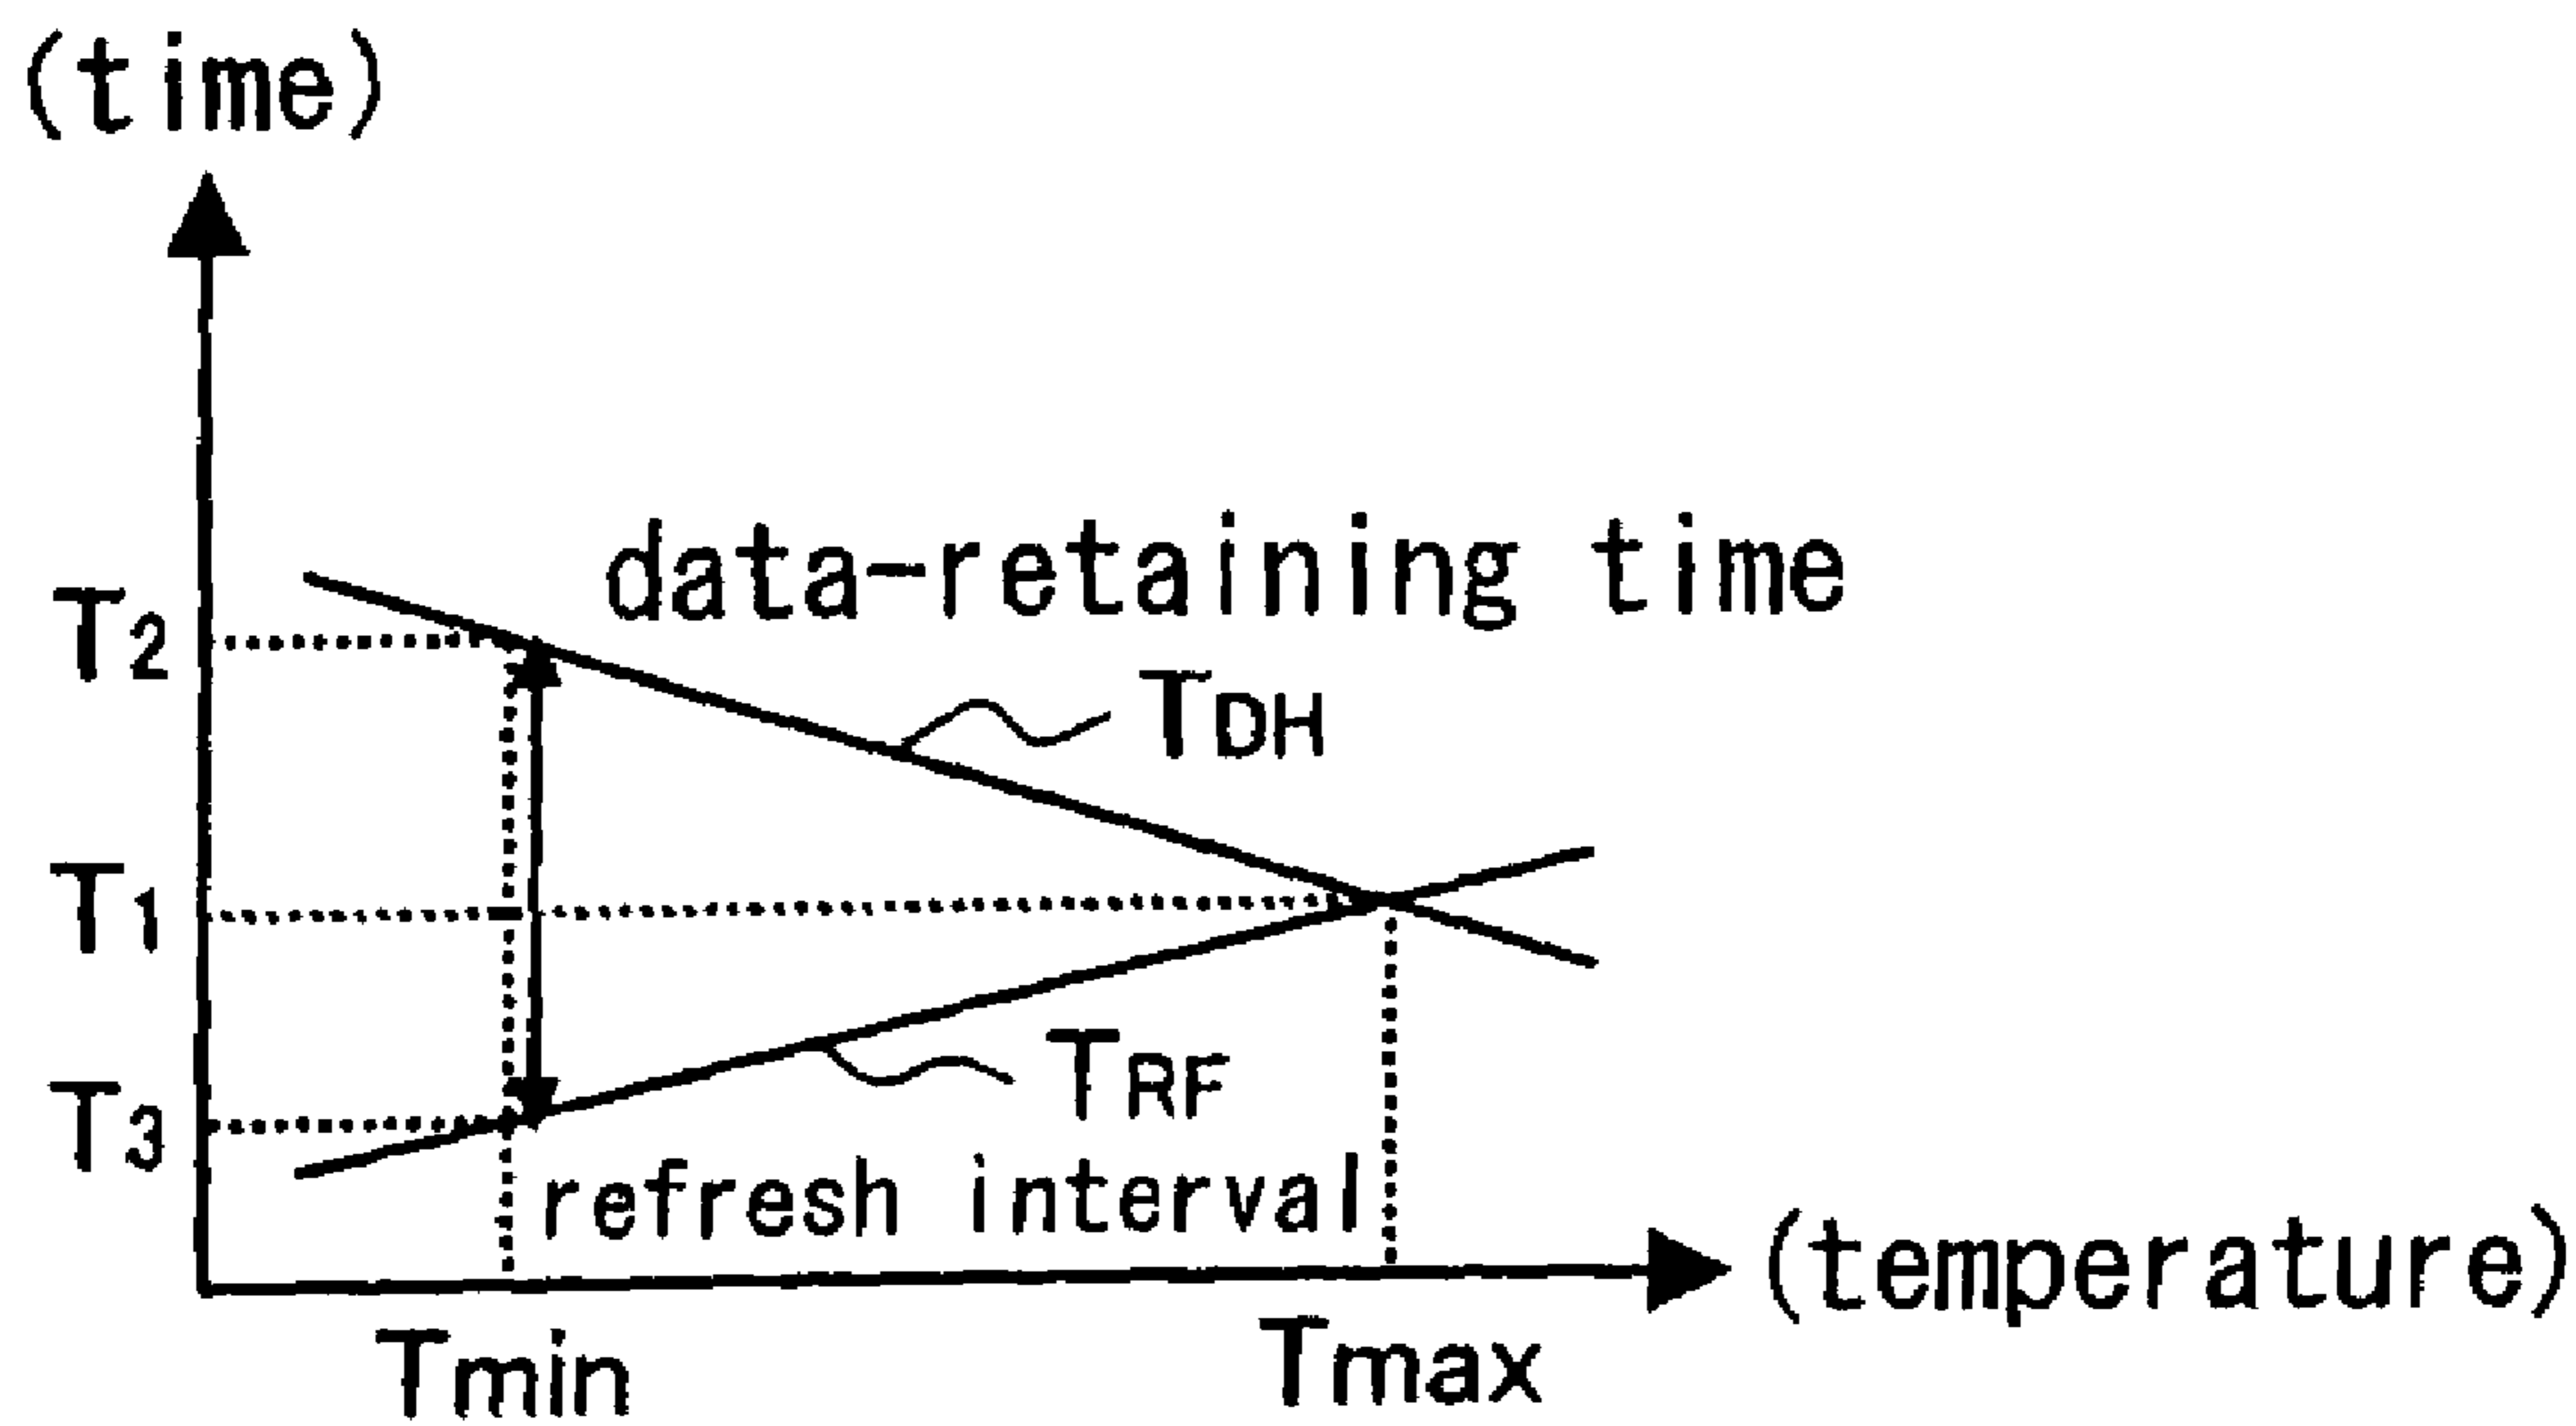 (time)
data-retaining time
T2
TDH
T1
TRF
T3
refresh interval
(temperature)
Tmin
Tmax